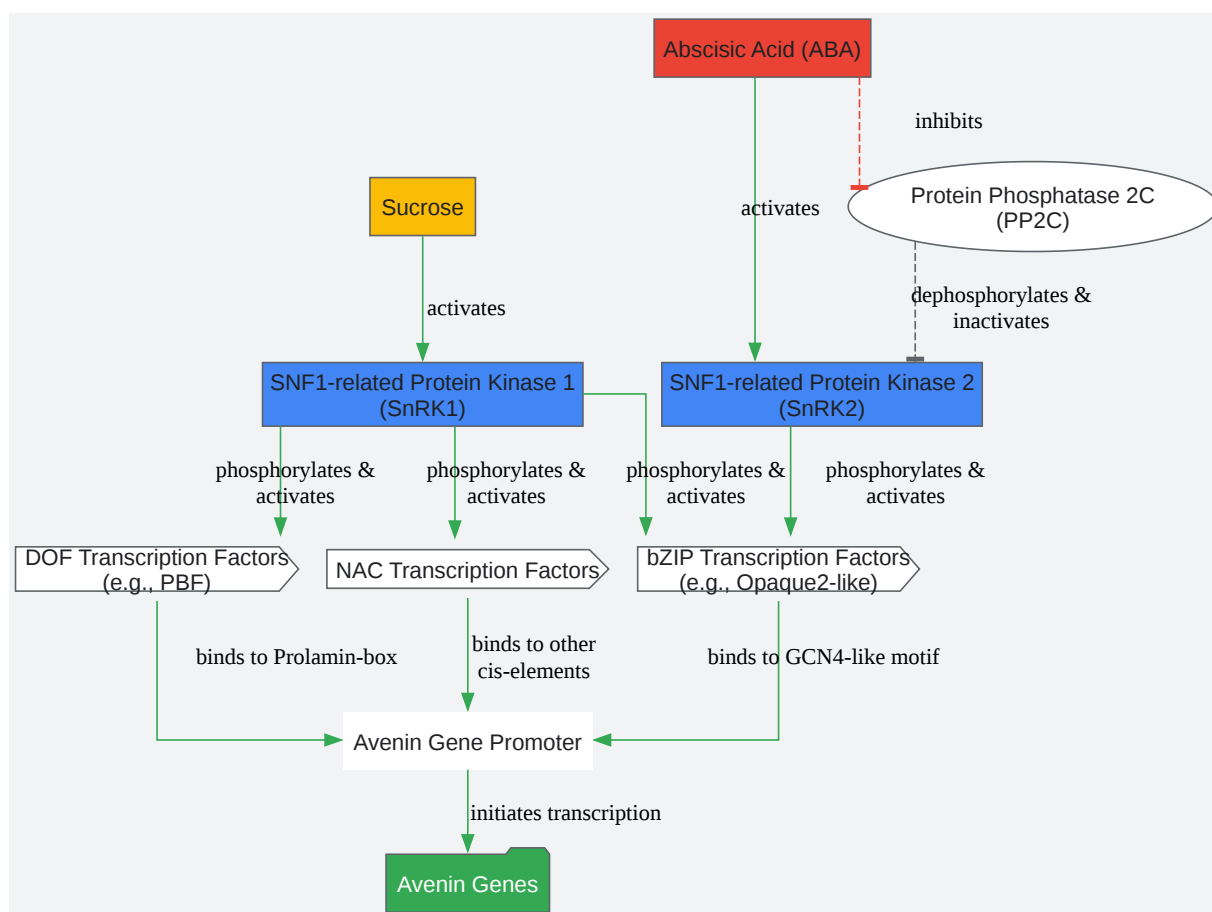 Abscisic Acid (ABA)
inhibits
Sucrose
activates
Protein Phosphatase 2C
(PP2C)
activates
dephosphorylates &
inactivates
SNF1-related Protein Kinase 1
(SnRK1)
SNF1-related Protein Kinase 2
(SnRK2)
phosphorylates &
activates
phosphorylates &
activates
phosphorylates &
activates
phosphorylates &
activates
DOF Transcription Factors
(e.g., PBF)
NAC Transcription Factors
bZIP Transcription Factors
(e.g., Opaque2-like)
binds to Prolamin-box
binds to other
cis-elements
binds to GCN4-like motif
Avenin Gene Promoter
initiates transcription
Avenin Genes